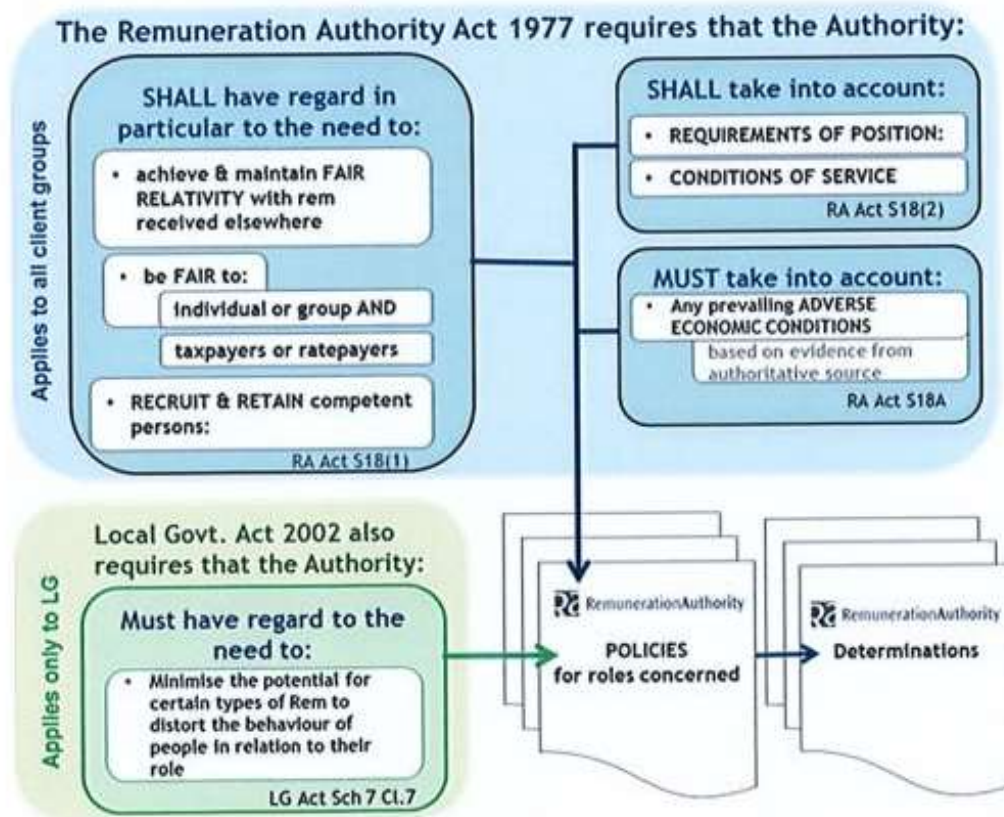 The Remuneration Authority Act 1977 requires that the Authority:
Applies to all client groups
SHALL have regard in
particular to the need to:
• achieve & maintain FAIR
RELATIVITY with rem
received elsewhere
• be FAIR to:
individual or group AND
taxpayers or ratepayers
• RECRUIT & RETAIN competent
persons:
RA Act S18(1)
SHALL take into account:
• REQUIREMENTS OF POSITION:
• CONDITIONS OF SERVICE
RA Act S18(2)
MUST take into account:
• Any prevailing ADVERSE
ECONOMIC CONDITIONS
based on evidence from
authoritative source
RA Act S18A
Applies only to LG
Local Govt. Act 2002 also
requires that the Authority:
Must have regard to the
need to:
• Minimise the potential for
certain types of Rem to
distort the behaviour of
people in relation to their
role
LG Act Sch 7 Cl.7
RA RemunerationAuthority
POLICIES
for roles concerned
RA RemunerationAuthority
Determinations